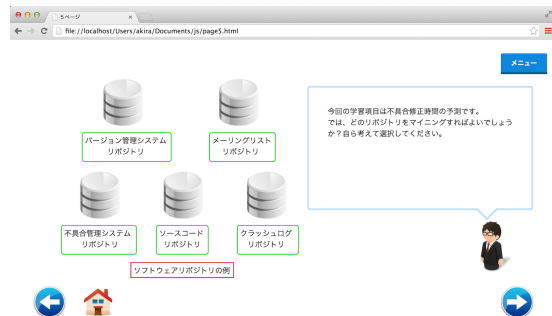 5ページ
file://localhost/Users/akira/Documents/js/page5.html
メニュー
今回の学習項目は不具合修正時間の予測です。
では、どのリポジトリをマイニングすればよいでしょう
か？自ら考えて選択してください。
バージョン管理システム
リポジトリ
メーリングリスト
リポジトリ
不具合管理システム
リポジトリ
ソースコード
リポジトリ
クラッシュログ
リポジトリ
ソフトウェアリポジトリの例